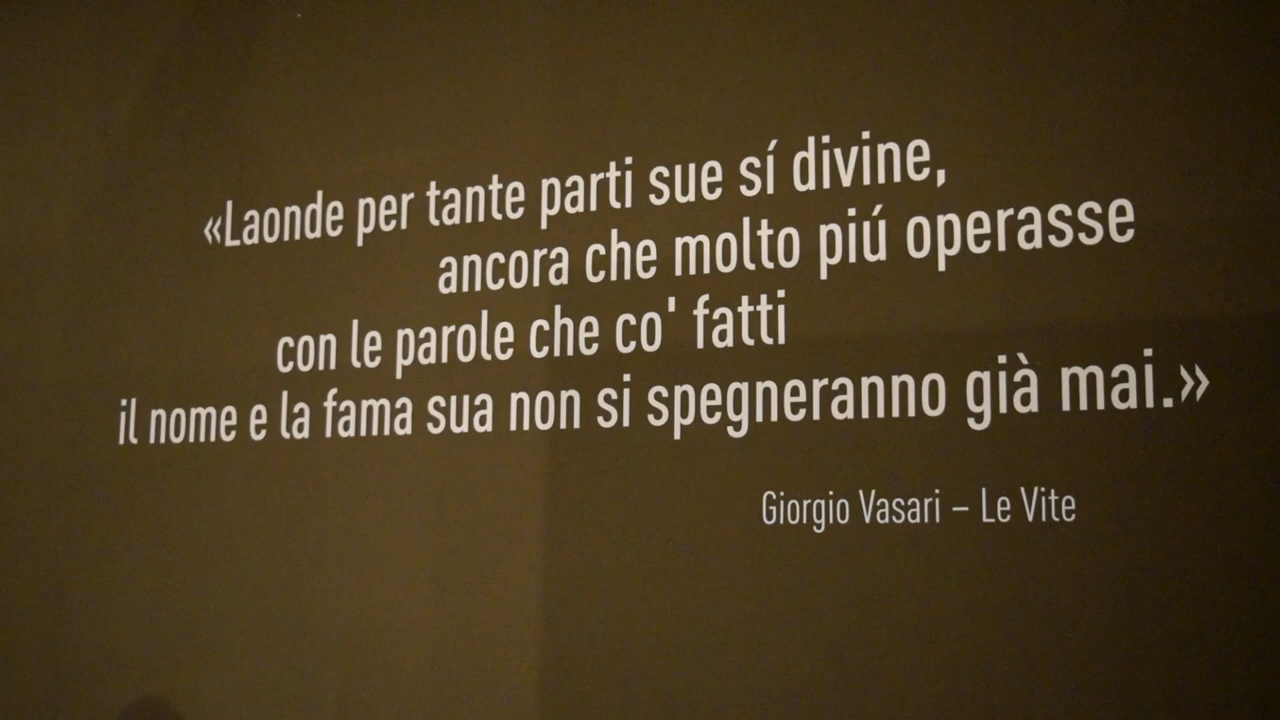 «Laonde per tante parti sue sí divine,
ancora che molto piú operasse
con le parole che co' fatti
il nome e la fama sua non si spegneranno già mai.»
Giorgio Vasari – Le Vite